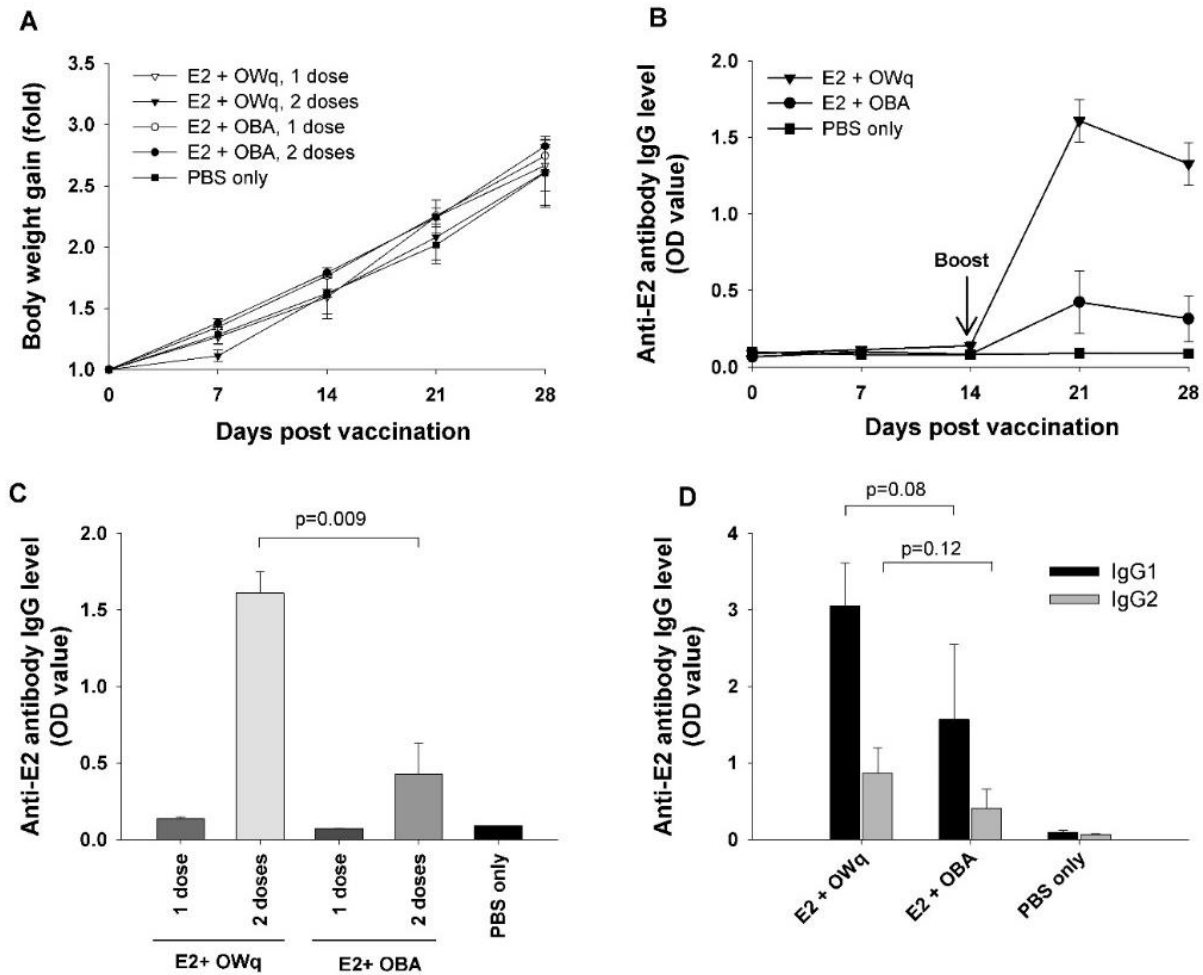 A
Body weight gain (fold)
3.5
3.0
2.5
2.0
1.5
1.0
E2 + OWq, 1 dose
E2 + OWq, 2 doses
E2 + OBA, 1 dose
E2 + OBA, 2 doses
PBS only
0 7 14 21 28
Days post vaccination
B
Anti-E2 antibody IgG level
(OD value)
2.0
1.5
1.0
0.5
0.0
E2 + OWq
E2 + OBA
PBS only
Boost
0 7 14 21 28
Days post vaccination
C
Anti-E2 antibody IgG level
(OD value)
2.0
1.5
1.0
0.5
0.0
p=0.009
1 dose
2 doses
1 dose
2 doses
PBS only
E2+ OWq
E2+ OBA
D
Anti-E2 antibody IgG level
(OD value)
4
3
2
1
0
p=0.08
p=0.12
IgG1
IgG2
E2 + OWq
E2 + OBA
PBS only